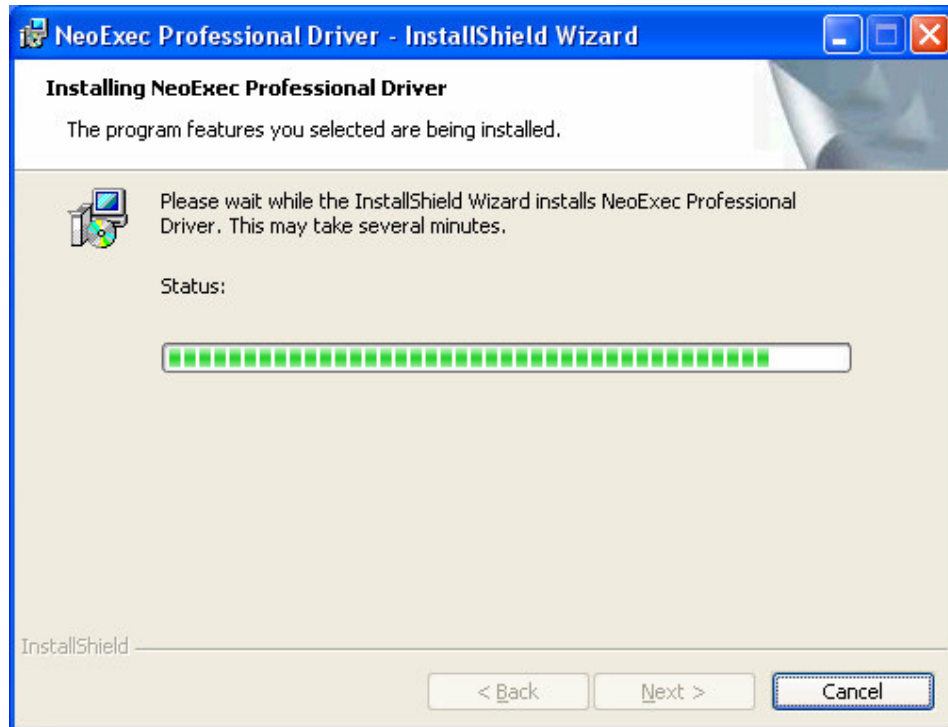 NeoExec Professional Driver - InstallShield Wizard
Installing NeoExec Professional Driver
The program features you selected are being installed.
Please wait while the InstallShield Wizard installs NeoExec Professional
Driver. This may take several minutes.
Status:
InstallShield
< Back
Next >
Cancel